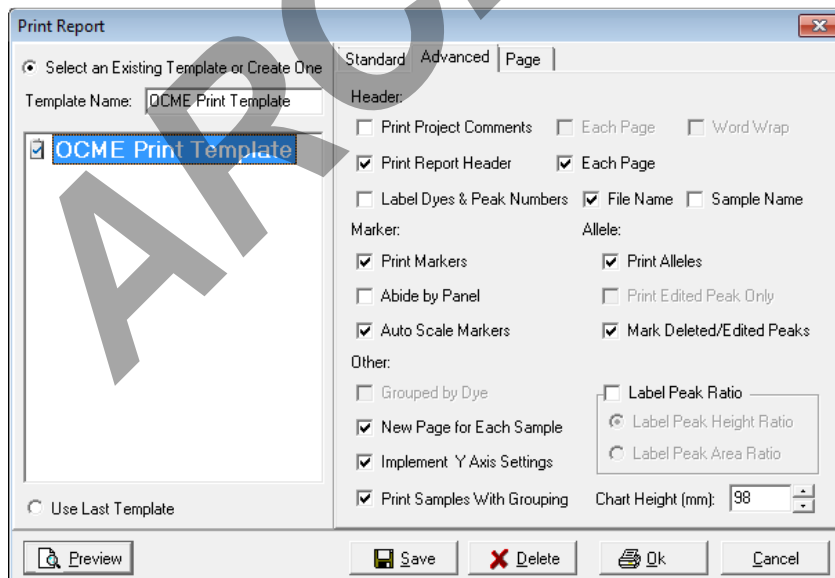 Print Report
Select an Existing Template or Create One
Template Name: OCME Print Template
OCME Print Template
Use Last Template
Standard Advanced Page
Header:
Print Project Comments Each Page Word Wrap
Print Report Header Each Page
Label Dyes & Peak Numbers File Name Sample Name
Marker: Allele:
Print Markers Print Alleles
Abide by Panel Print Edited Peak Only
Auto Scale Markers Mark Deleted/Edited Peaks
Other:
Grouped by Dye Label Peak Ratio
New Page for Each Sample Label Peak Height Ratio
Implement Y Axis Settings Label Peak Area Ratio
Print Samples With Grouping Chart Height (mm): 98
Preview Save Delete Ok Cancel
ARC